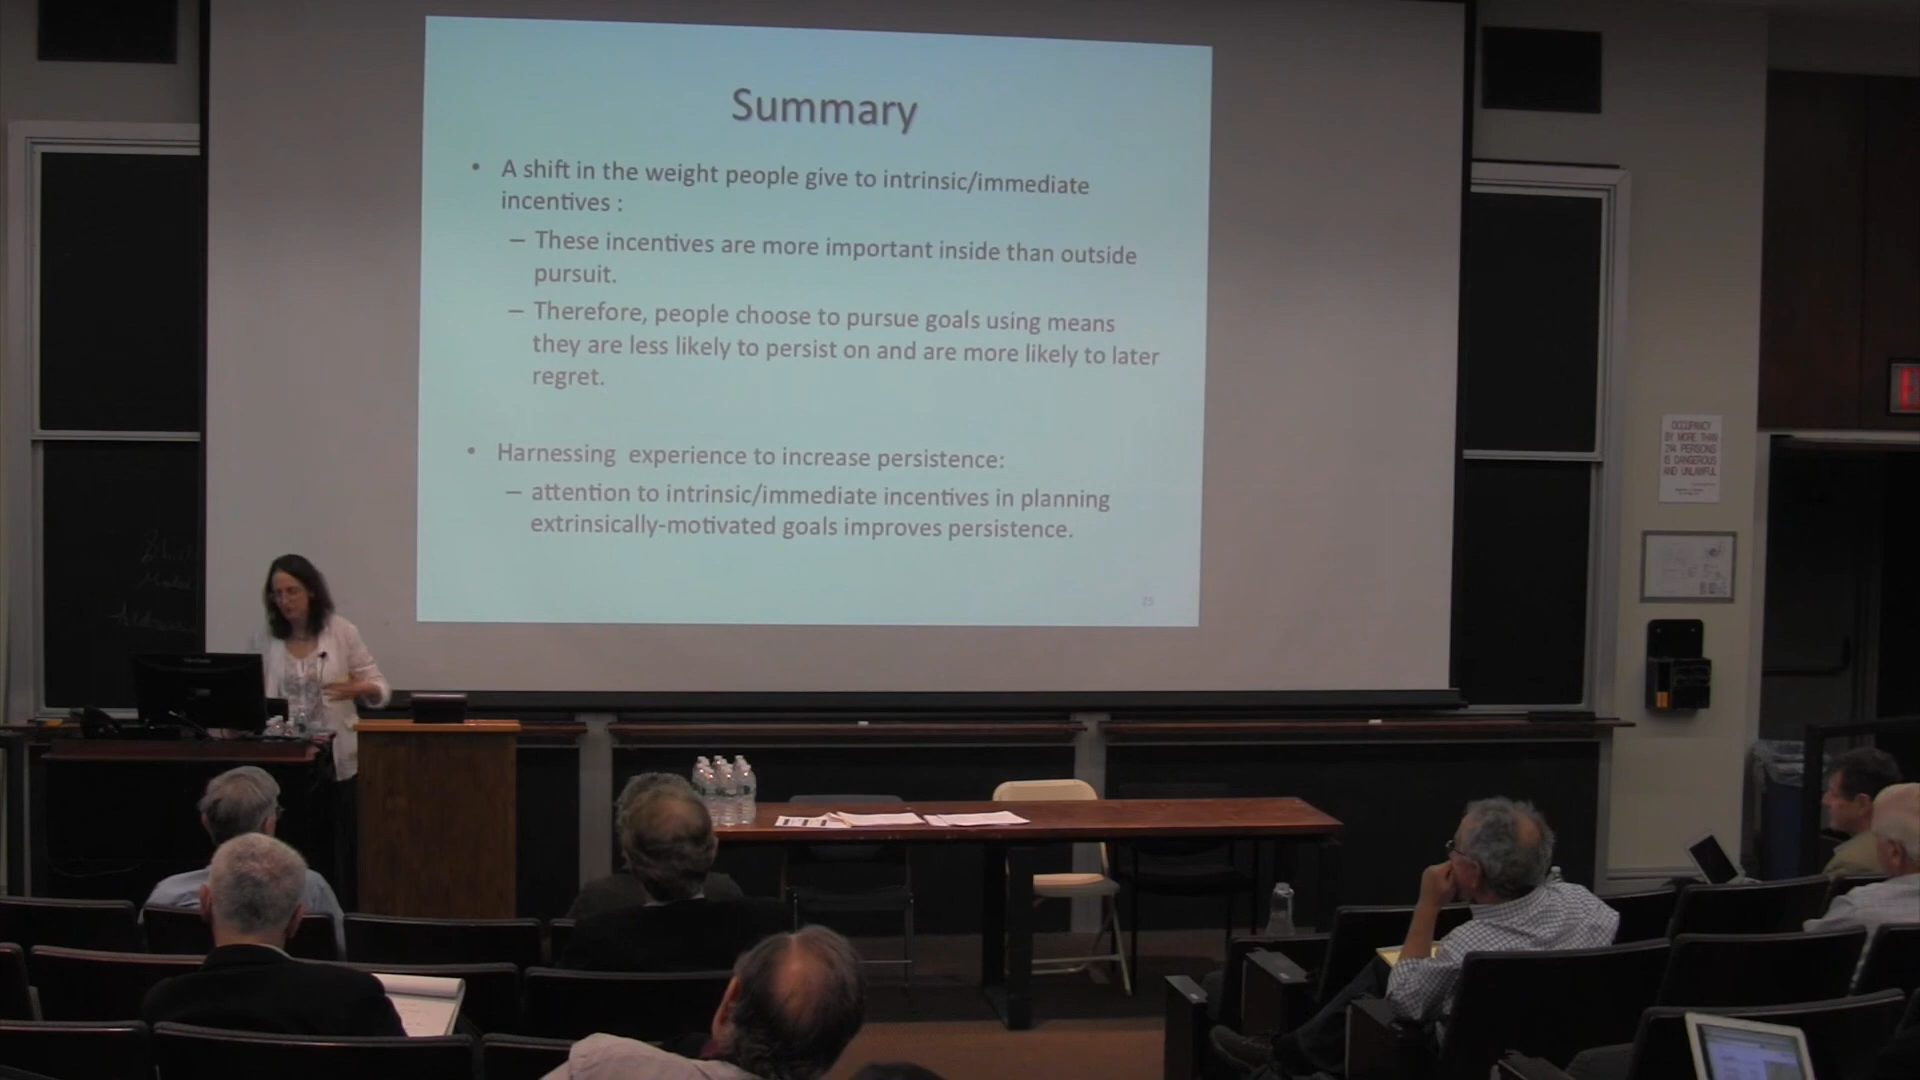 Summary
• A shift in the weight people give to intrinsic/immediate
incentives :
– These incentives are more important inside than outside
pursuit.
– Therefore, people choose to pursue goals using means
they are less likely to persist on and are more likely to later
regret.
• Harnessing experience to increase persistence:
– attention to intrinsic/immediate incentives in planning
extrinsically-motivated goals improves persistence.
25
OCCUPANCY
BY MORE THAN
214 PERSONS
IS DANGEROUS
AND UNLAWFUL